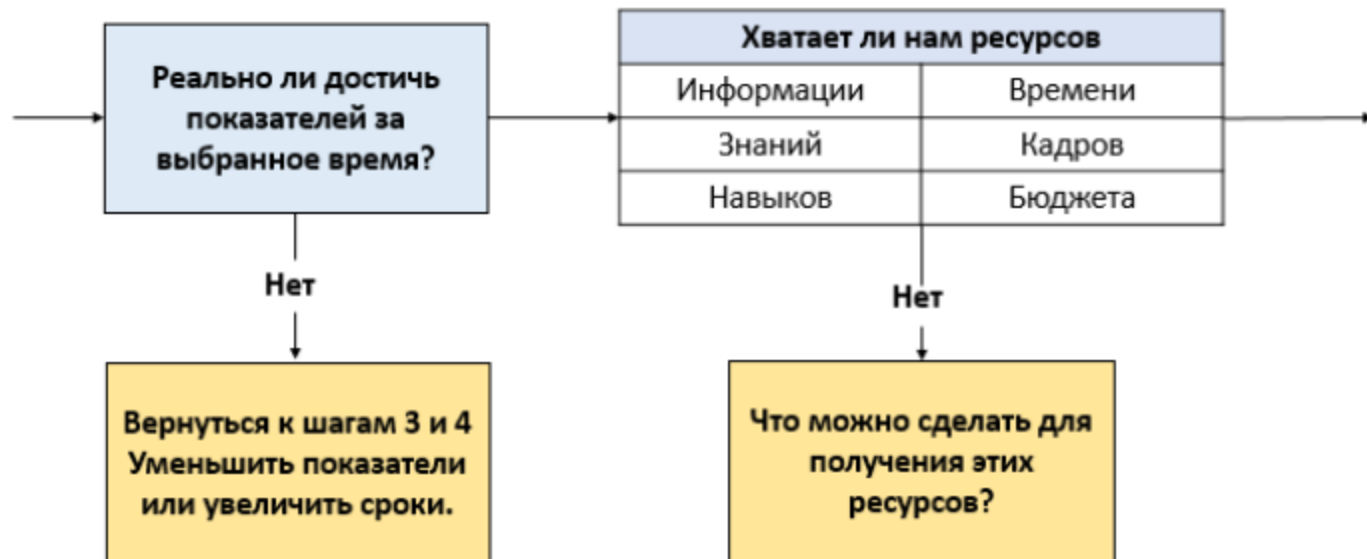 Реально ли достичь
показателей за
выбранное время?
Хватает ли нам ресурсов
Информации Времени
Знаний Кадров
Навыков Бюджета
Нет
Нет
Вернуться к шагам 3 и 4
Уменьшить показатели
или увеличить сроки.
Что можно сделать для
получения этих
ресурсов?